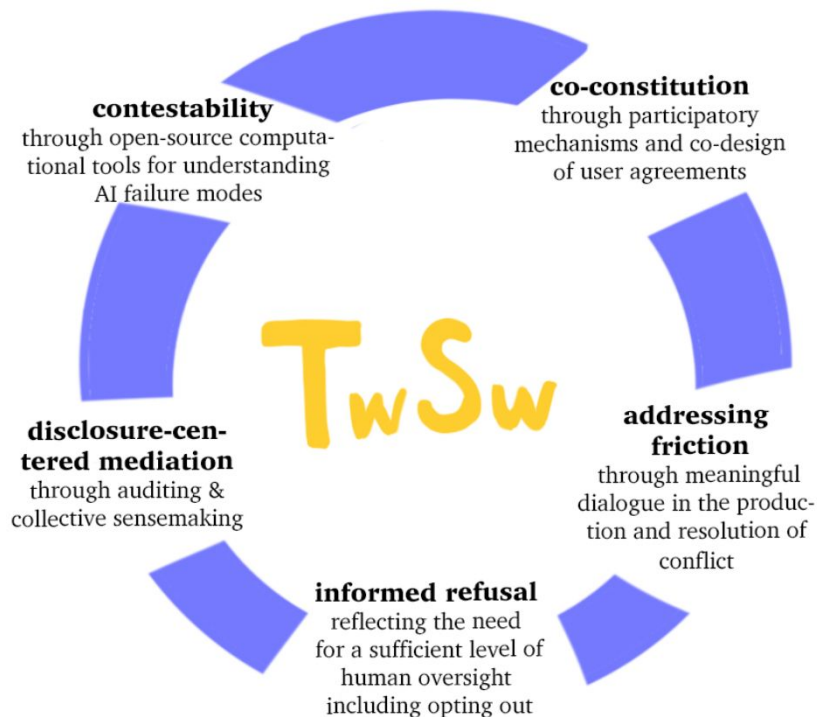 co-constitution
through participatory
mechanisms and co-design
of user agreements
addressing
friction
through meaningful
dialogue in the produc-
tion and resolution of
conflict
informed refusal
reflecting the need
for a sufficient level of
human oversight
including opting out
disclosure-cen-
tered mediation
through auditing &
collective sensemaking
contestability
through open-source computa-
tional tools for understanding
AI failure modes
TwSw